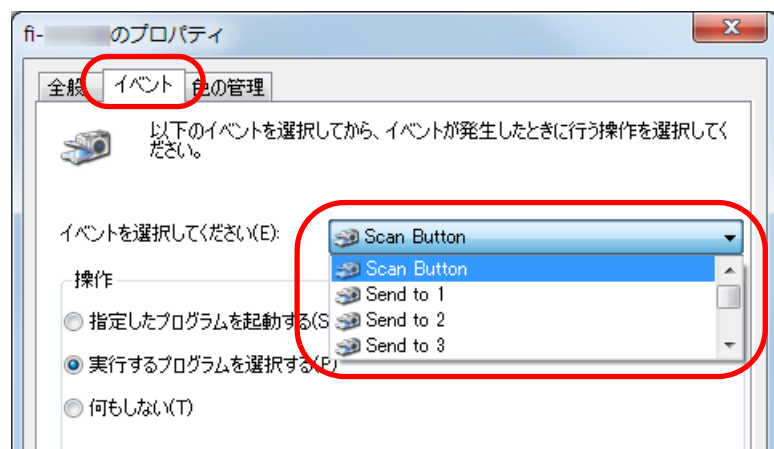 fi- のプロパティ
全般 イベント 色の管理
以下のイベントを選択してから、イベントが発生したときに行う操作を選択してく
ださい。
イベントを選択してください(E):
Scan Button
Scan Button
Send to 1
Send to 2
Send to 3
操作
指定したプログラムを起動する(S
実行するプログラムを選択する(P)
何もしない(T)